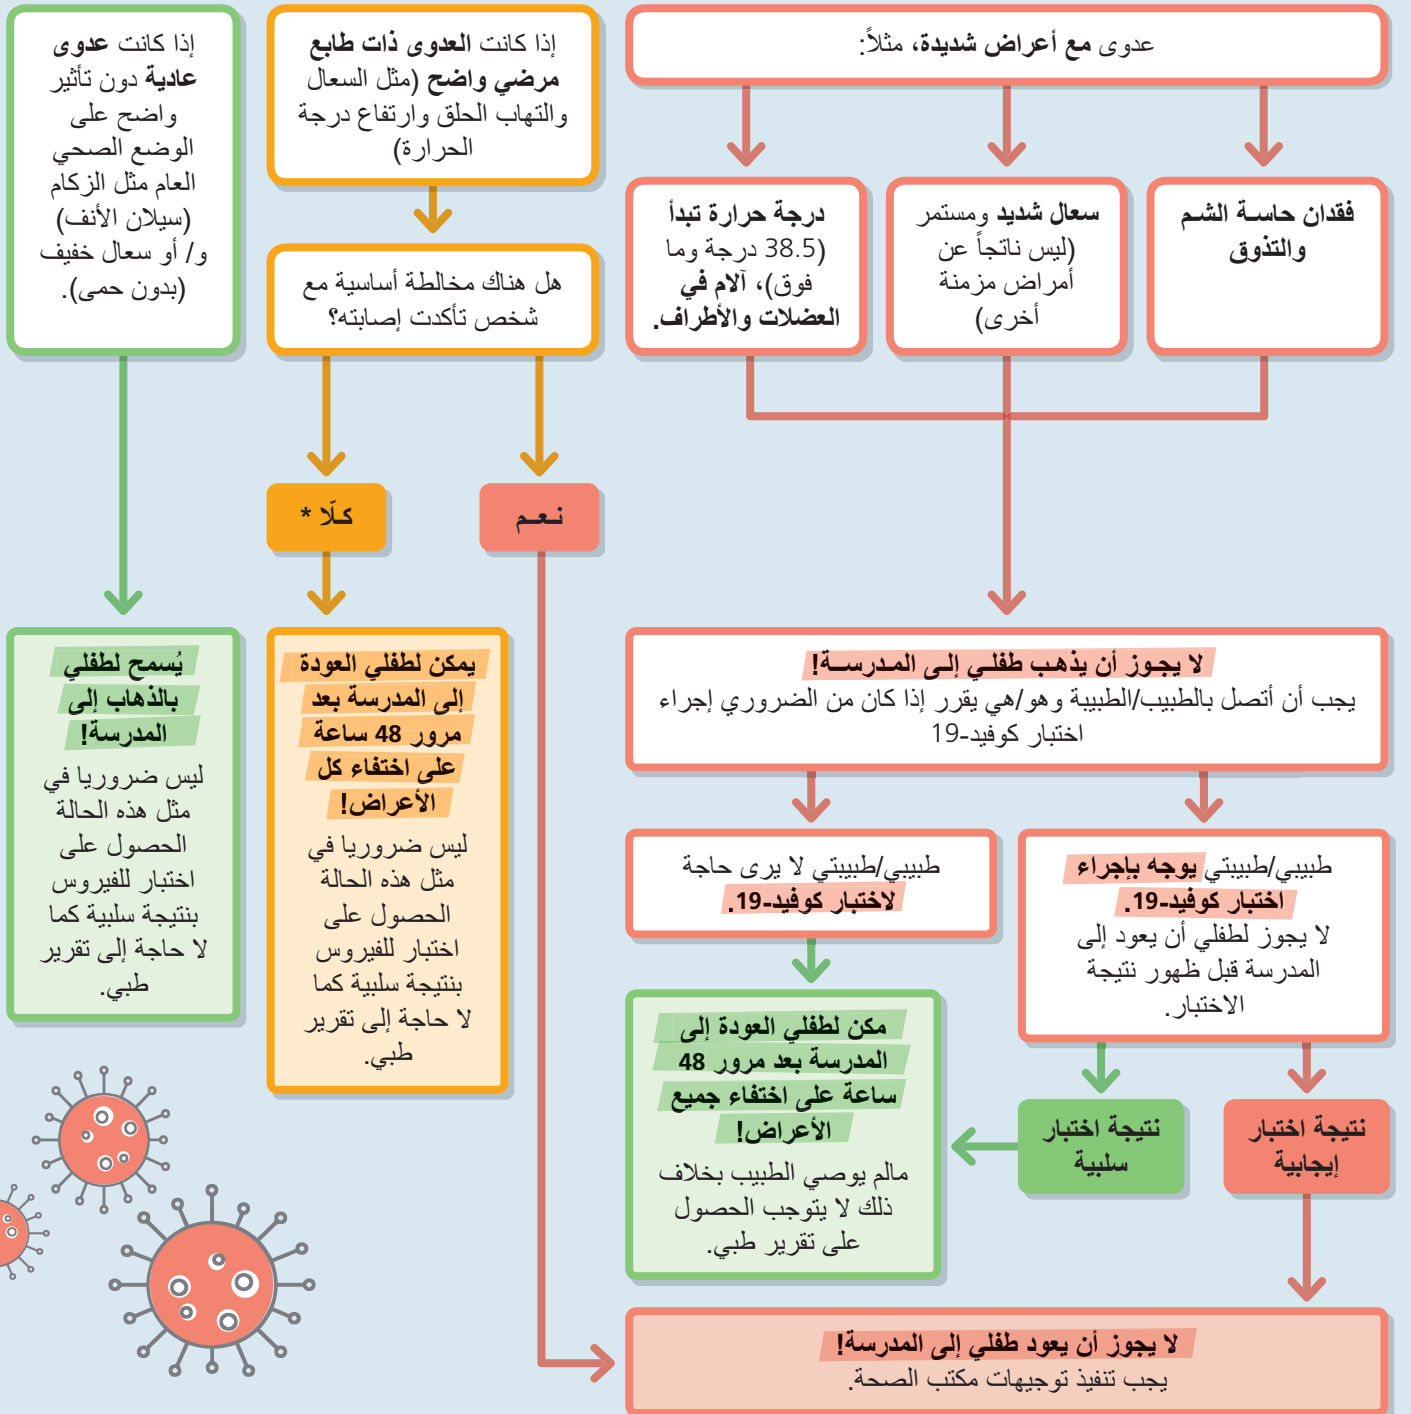 عدوى مع أعراض شديدة، مثلاً:
فقدان حاسة الشم
والتذوق
سعال شديد ومستمر
(ليس ناتجاً عن
أمراض مزمنة
أخرى)
درجة حرارة تبدأ
(38.5 درجة وما
فوق)، آلام في
العضلات والأطراف.
إذا كانت العدوى ذات طابع
مرضي واضح (مثل السعال
والتهاب الحلق وارتفاع درجة
الحرارة)
هل هناك مخالطة أساسية مع
شخص تأكدت إصابته؟
إذا كانت عدوى
عادية دون تأثير
واضح على
الوضع الصحي
العام مثل الزكام
(سيلان الأنف)
و/ أو سعال خفيف
(بدون حمى).
نـعـم
كـلّا *
لا يـجـوز أن يذهـب طفلـي إلـى المـدرسـة!
يجب أن أتصل بالطبيب/الطبيبة وهو/هي يقرر إذا كان من الضروري إجراء
اختبار كوفيد-19
يمكن لطفلي العودة
إلى المدرسة بعد
مرور 48 ساعة
على اختفاء كل
الأعراض!
ليس ضروريا في
مثل هذه الحالة
الحصول على
اختبار للفيروس
بنتيجة سلبية كما
لا حاجة إلى تقرير
طبي.
يُسمح لطفلي
بالذهاب إلى
المدرسة!
ليس ضروريا في
مثل هذه الحالة
الحصول على
اختبار للفيروس
بنتيجة سلبية كما
لا حاجة إلى تقرير
طبي.
طبيبي/طبيبتي يوجه بإجراء
اختبار كوفيد-19.
لا يجوز لطفلي أن يعود إلى
المدرسة قبل ظهور نتيجة
الاختبار.
طبيبي/طبيبتي لا يرى حاجة
لاختبار كوفيد-19.
مكن لطفلي العودة إلى
المدرسة بعد مرور 48
ساعة على اختفاء جميع
الأعراض!
مالم يوصي الطبيب بخلاف
ذلك لا يتوجب الحصول
على تقرير طبي.
نتيجة اختبار
إيجابية
نتيجة اختبار
سلبية
لا يجوز أن يعود طفلي إلى المدرسة!
يجب تنفيذ توجيهات مكتب الصحة.